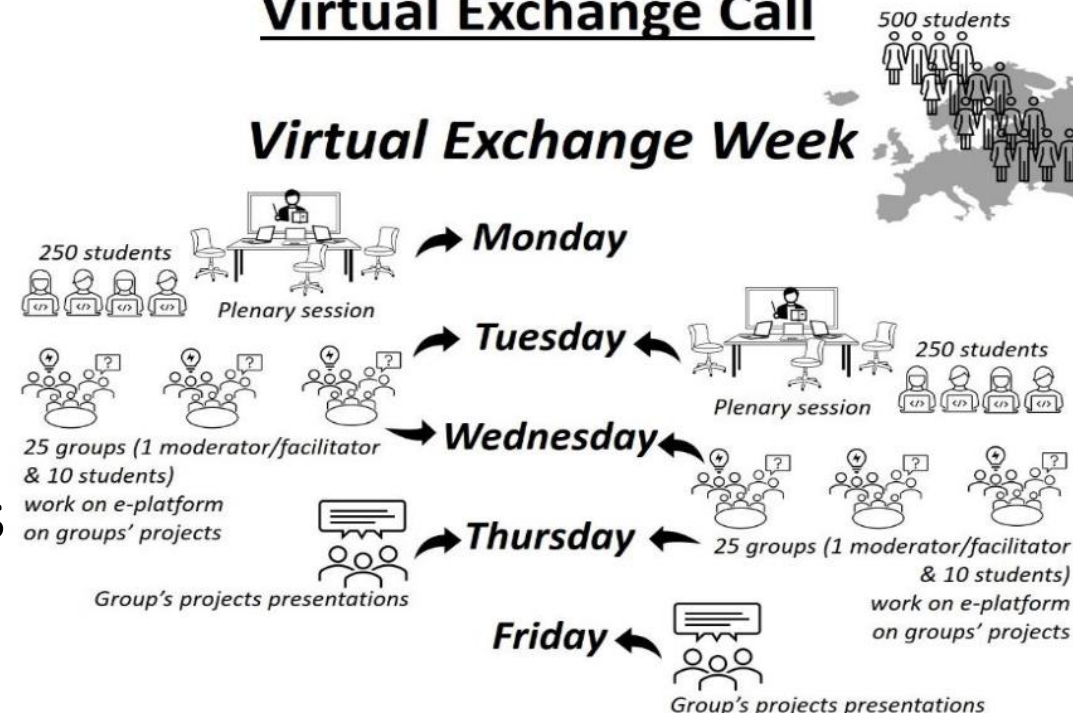 Virtual Exchange Call
500 students
Virtual Exchange Week
Monday
250 students
Plenary session
Tuesday
250 students
Plenary session
Wednesday
25 groups (1 moderator/facilitator
& 10 students)
work on e-platform
on groups' projects
Thursday
25 groups (1 moderator/facilitator
& 10 students)
work on e-platform
on groups' projects
Group's projects presentations
Friday
Group's projects presentations